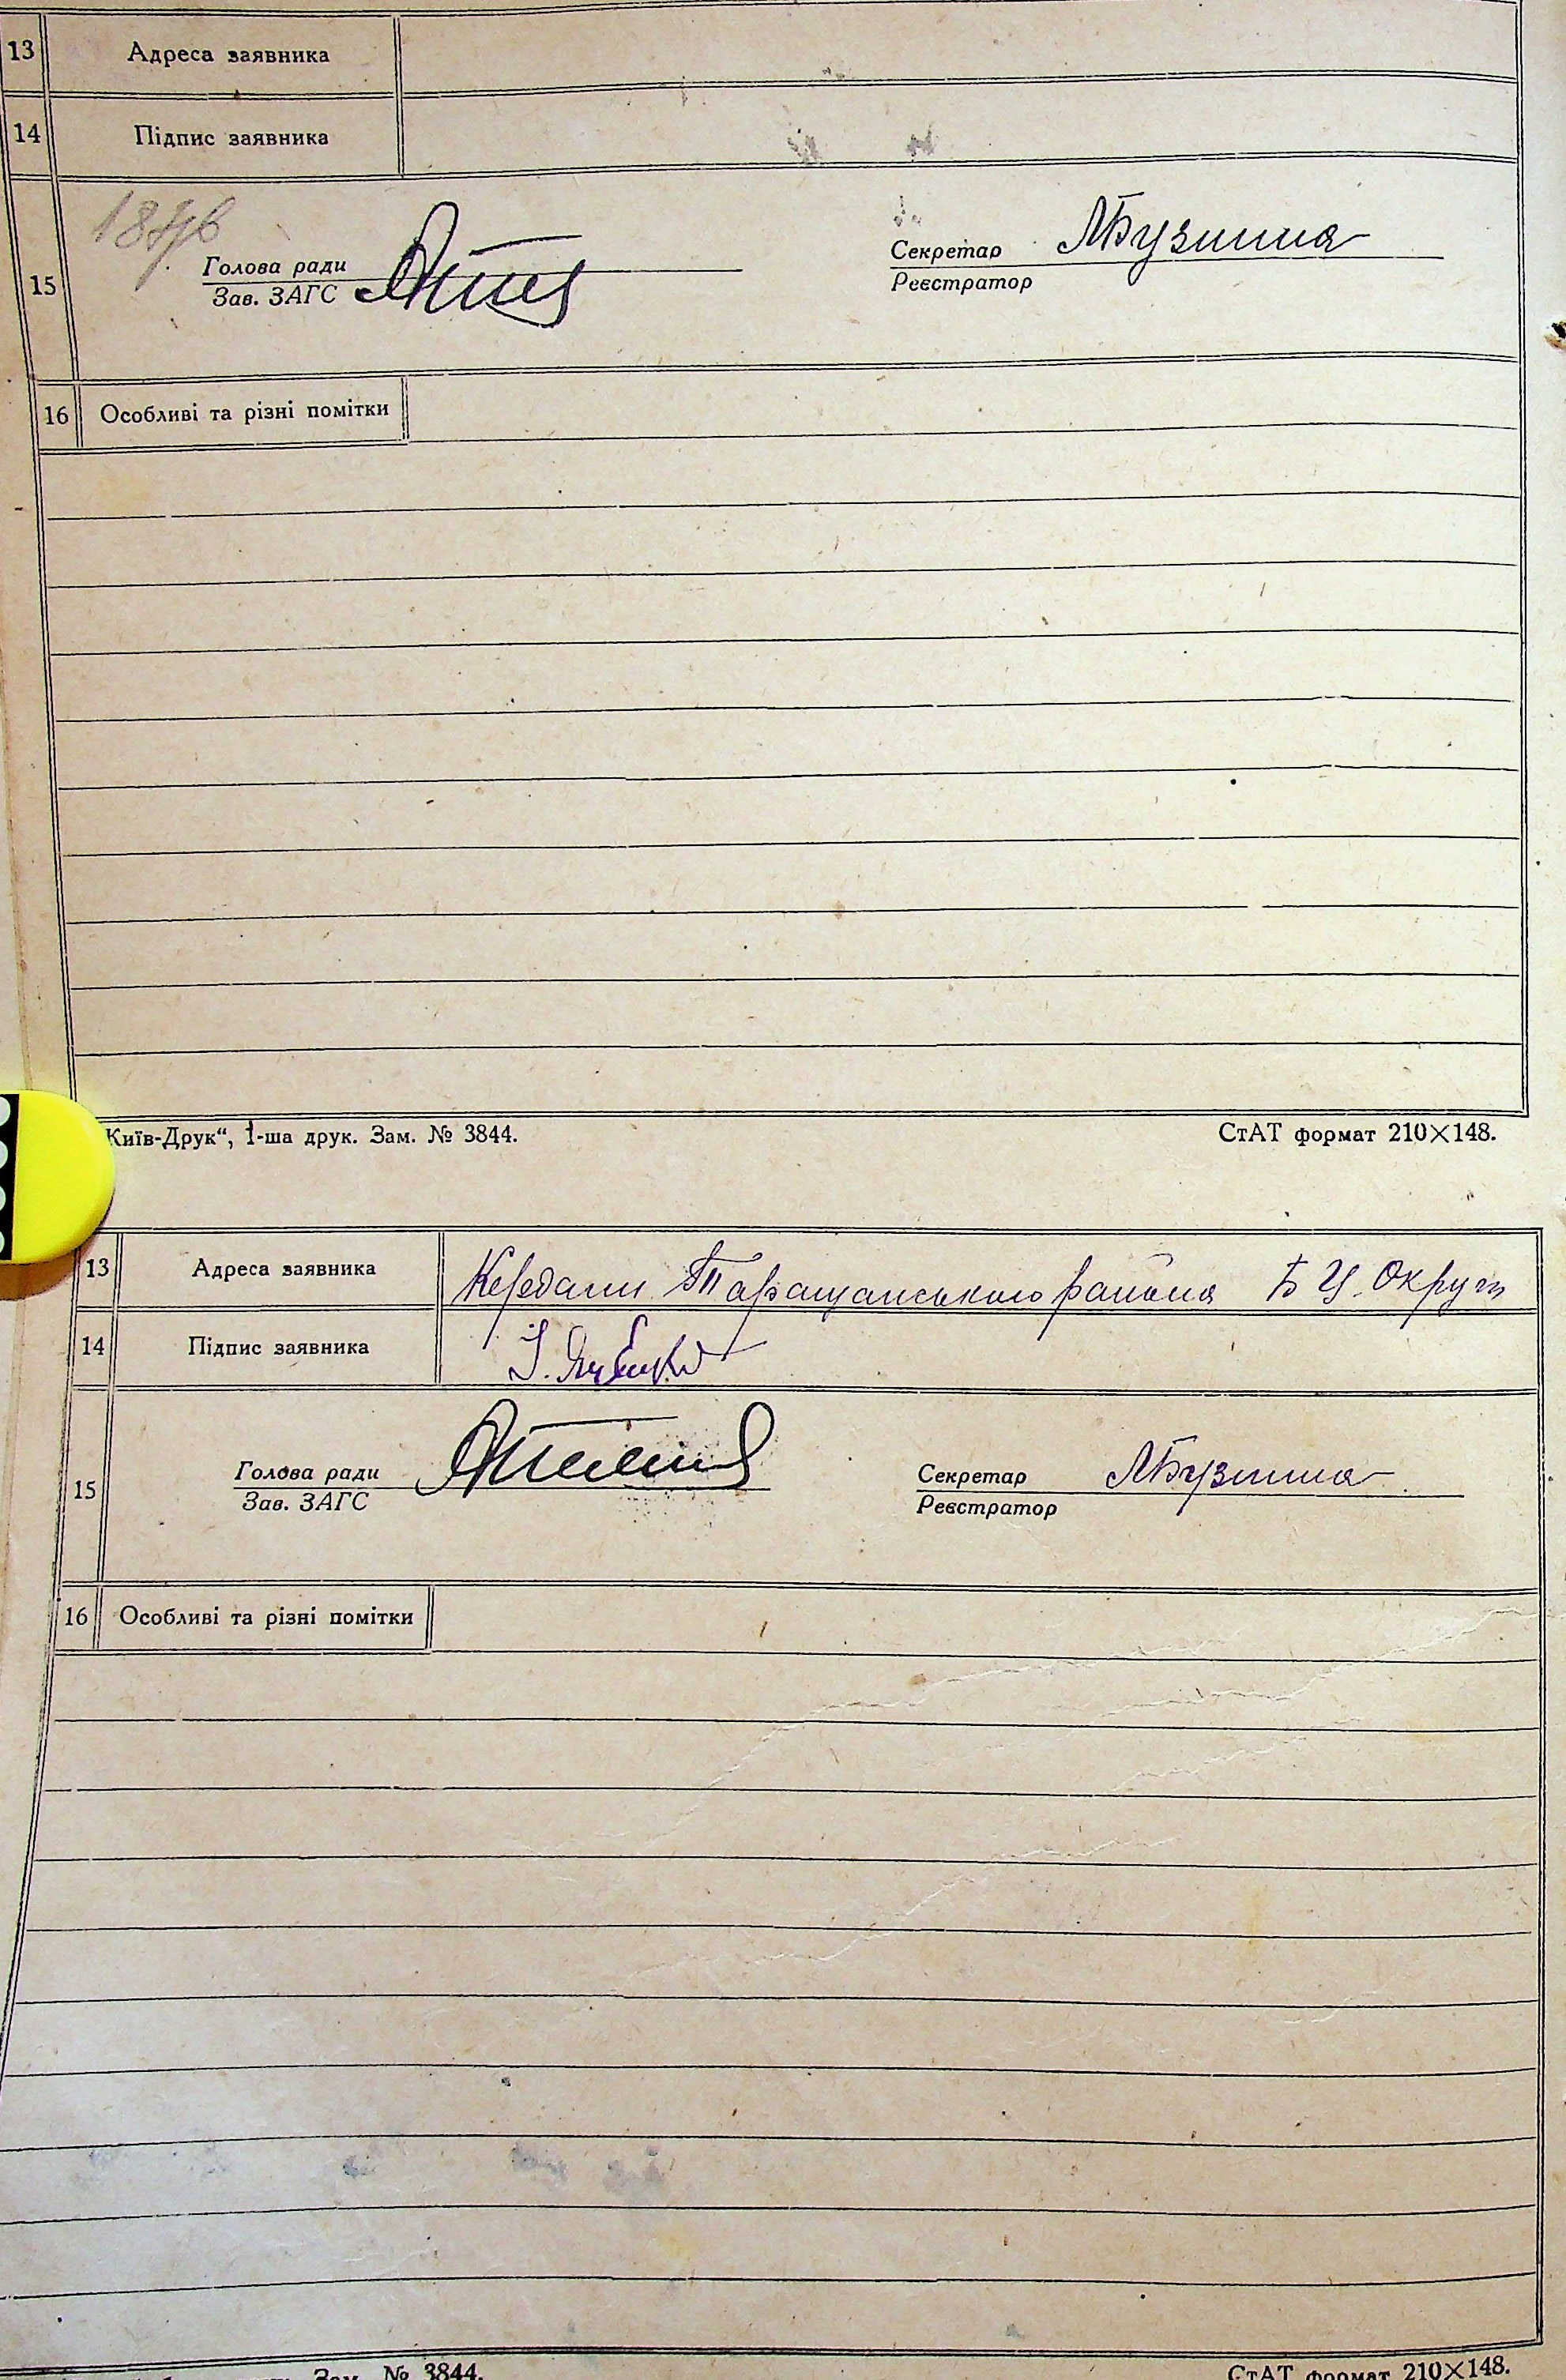 13 Адреса заявника
14 Підпис заявника
15 Голова ради
Зав. ЗАГС
Секретар
Реєстратор
16 Особливі та різні помітки
Київ-Друк“, 1-ша друк. Зам. № 3844.
СтАТ формат 210×148.
13 Адреса заявника Кердани Таращанського района Б Ц. Округи
14 Підпис заявника
15 Голова ради
Зав. ЗАГС
Секретар
Реєстратор
16 Особливі та різні помітки
Зам. № 3844.
СтАТ формат 210×148.